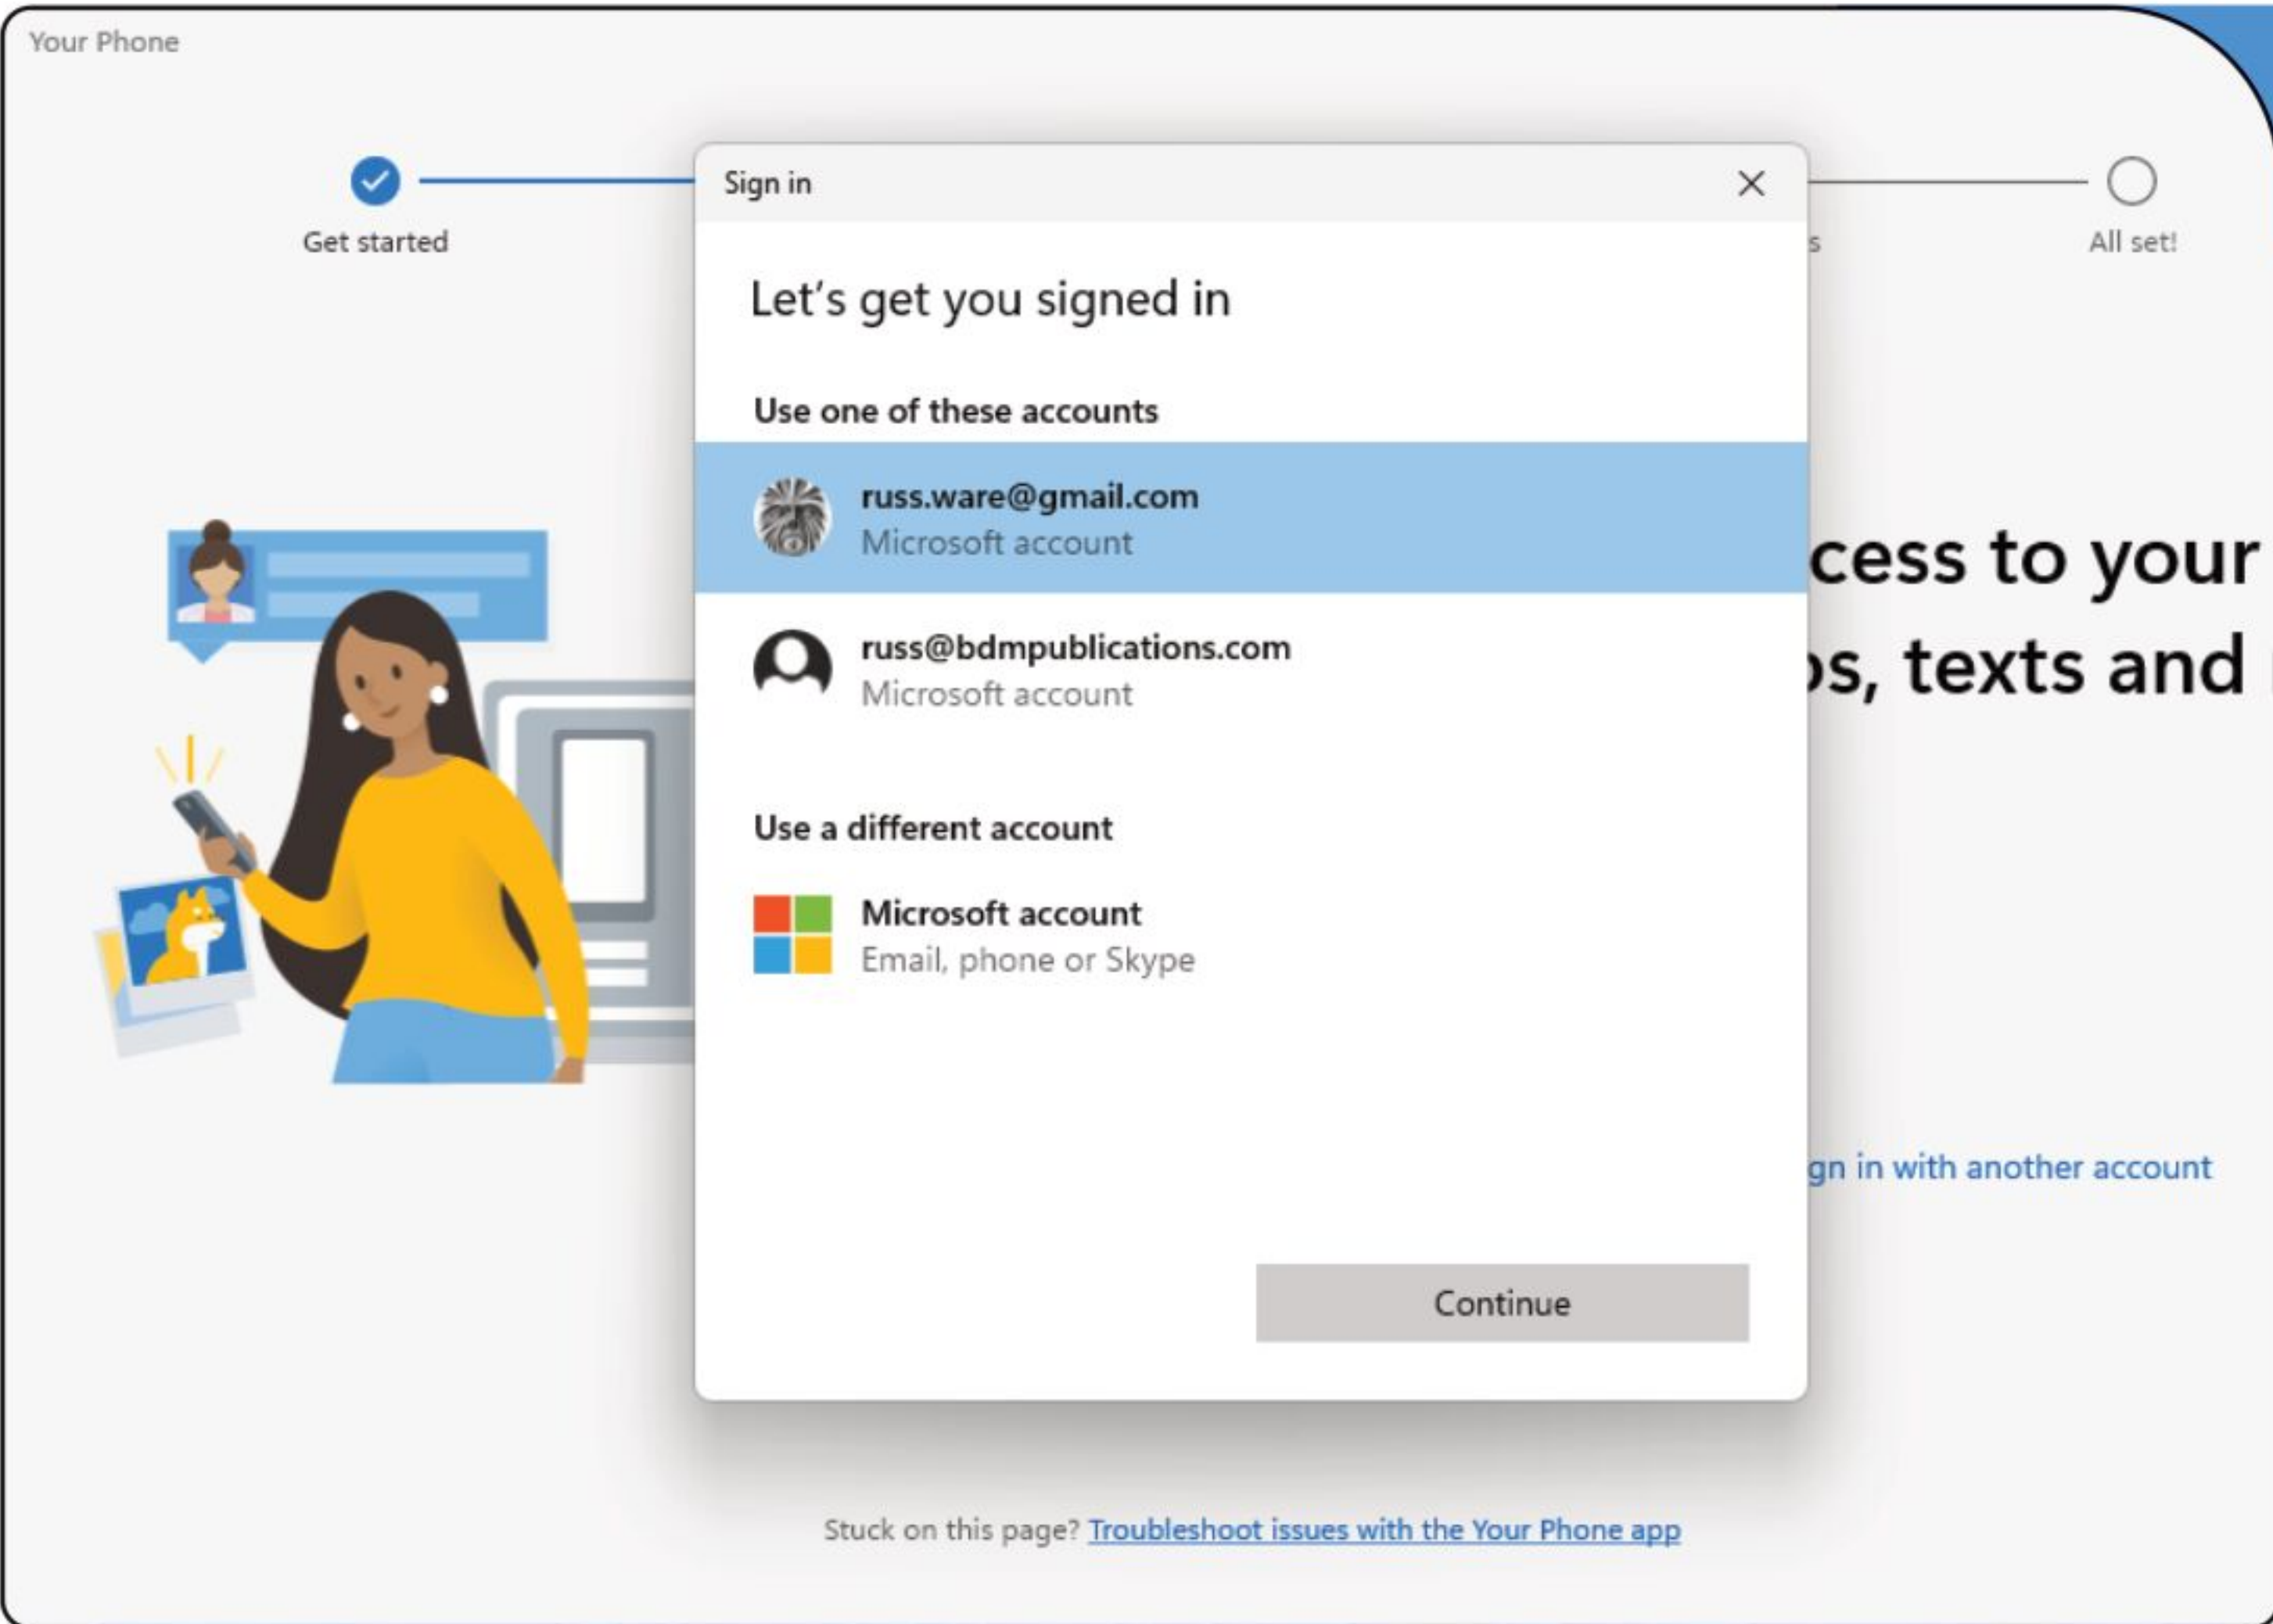 Your Phone
Get started
All set!
Sign in
Let's get you signed in
Use one of these accounts
russ.ware@gmail.com
Microsoft account
russ@bdmpublications.com
Microsoft account
Use a different account
Microsoft account
Email, phone or Skype
to your
texts and
in with another account
Continue
Stuck on this page? Troubleshoot issues with the Your Phone app